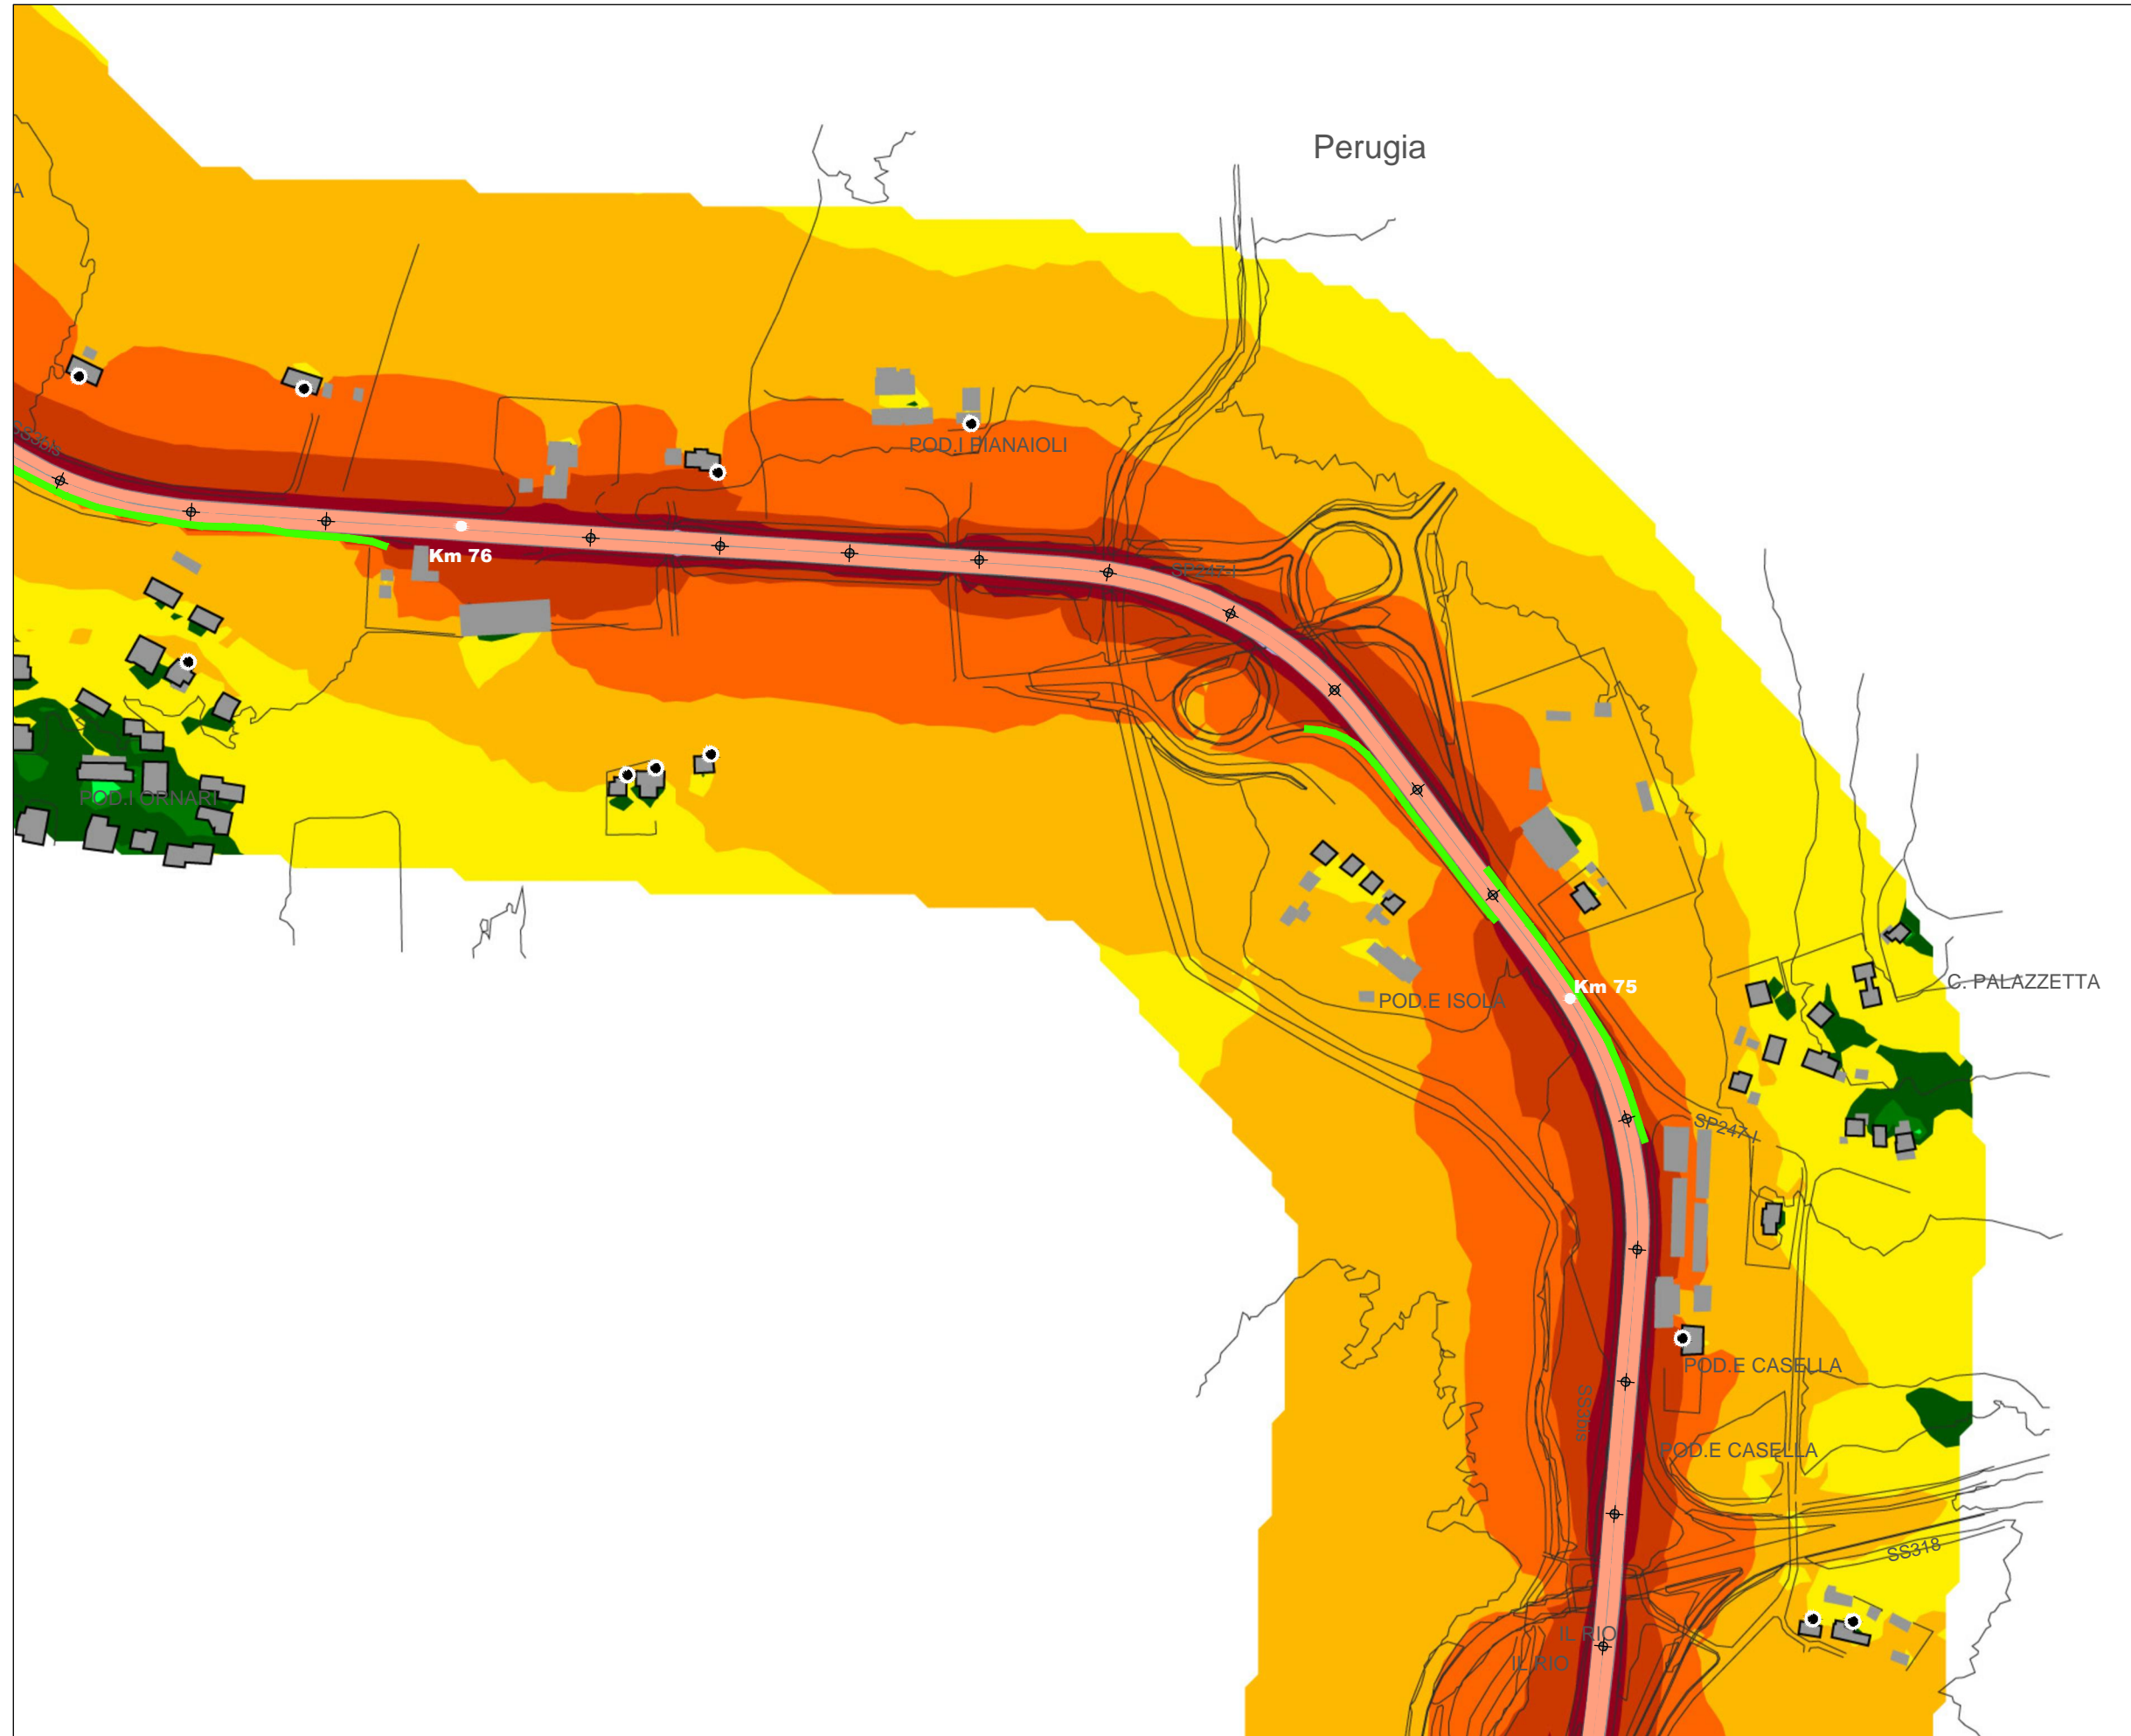 Perugia
A
SS3bis
POD.I PIANAIOLI
Km 76
SP247-I
POD.I ORNARI
C. PALAZZETTA
Km 75
POD.E ISOLA
SP247-I
POD.E CASELLA
SS3bis
POD.E CASELLA
SS318
IL RIO
IL RIO